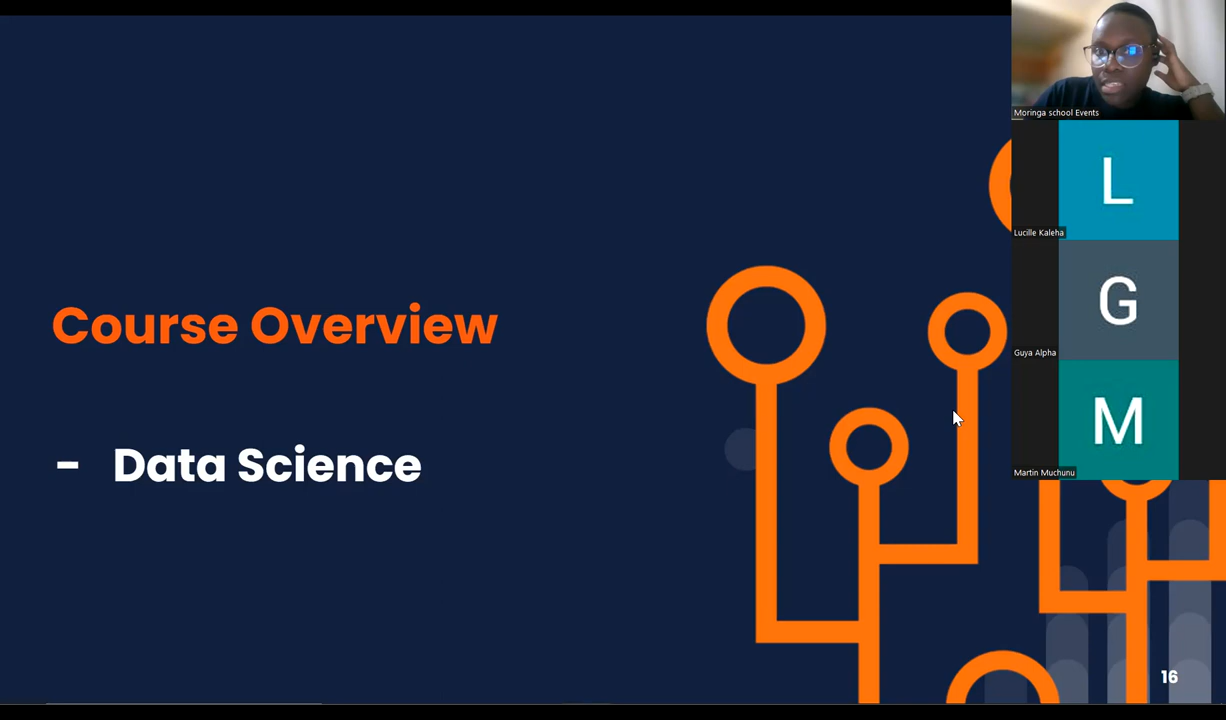 Course Overview
- Data Science
16
Moringa school Events
L
Lucille Kaleha
G
Guya Alpha
M
Martin Muchunu